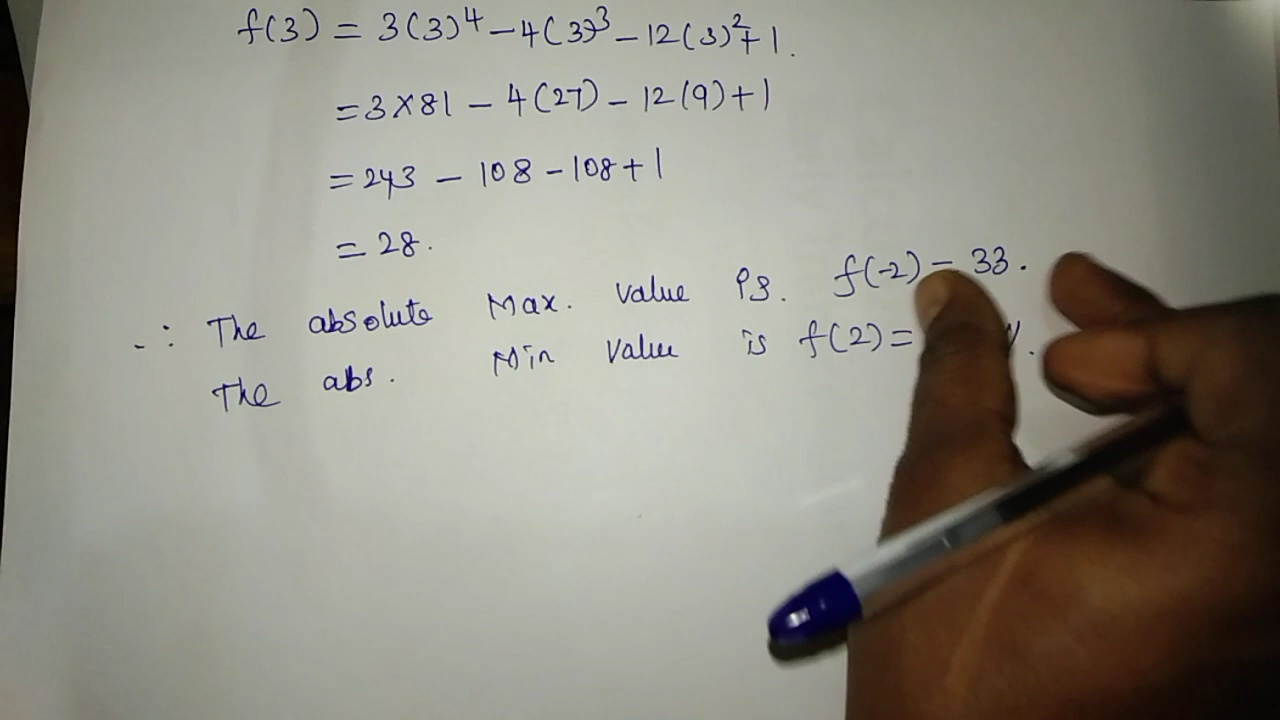 f(3) = 3(3)⁴ - 4(3)³ - 12(3)² + 1.
= 3 × 81 - 4(27) - 12(9) + 1
= 243 - 108 - 108 + 1
= 28.
∴ The absolute Max. value is. f(-2) = 33.
The abs. Min value is f(2) =